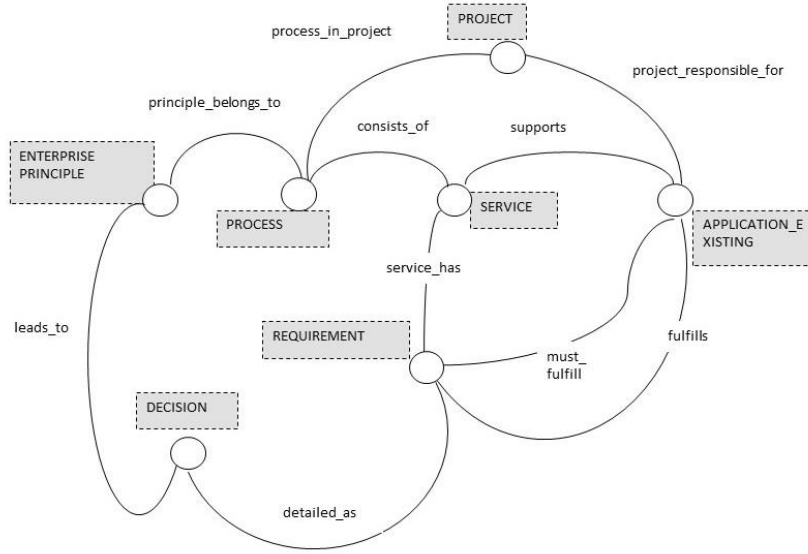 PROJECT
process_in_project
project_responsible_for
principle_belongs_to
consists_of
supports
ENTERPRISE
PRINCIPLE
PROCESS
SERVICE
APPLICATION_E
XISTING
service_has
leads_to
REQUIREMENT
must_
fulfill
fulfills
DECISION
detailed_as